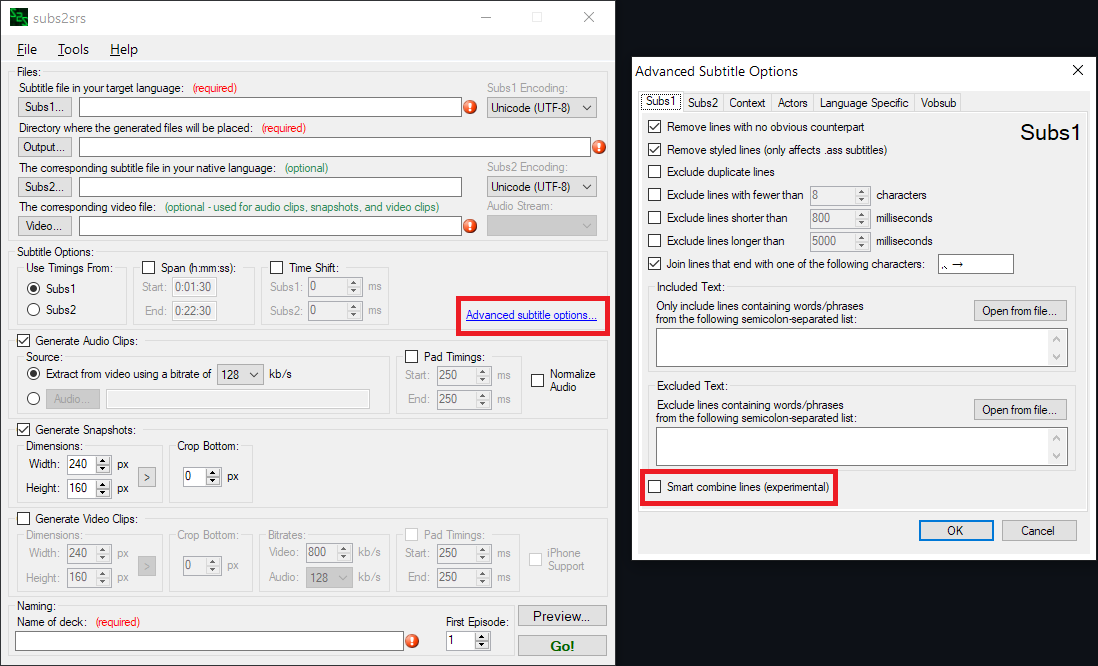 subs2srs
File Tools Help
Files:
Subtitle file in your target language: (required)
Subs1 Encoding:
Subs1...
Unicode (UTF-8)
Directory where the generated files will be placed: (required)
Output...
The corresponding subtitle file in your native language: (optional)
Subs2 Encoding:
Subs2...
Unicode (UTF-8)
The corresponding video file: (optional - used for audio clips, snapshots, and video clips)
Audio Stream:
Video...
Subtitle Options:
Use Timings From:
Subs1
Subs2
Span (h:mm:ss):
Start: 0:01:30
End: 0:22:30
Time Shift:
Subs1: 0 ms
Subs2: 0 ms
Advanced subtitle options...
Generate Audio Clips:
Source:
Extract from video using a bitrate of 128 kb/s
Audio...
Pad Timings:
Start: 250 ms
End: 250 ms
Normalize
Audio
Generate Snapshots:
Dimensions:
Width: 240 px
Height: 160 px
>
Crop Bottom:
0 px
Generate Video Clips:
Dimensions:
Width: 240 px
Height: 160 px
>
Crop Bottom:
0 px
Bitrates:
Video: 800 kb/s
Audio: 128 kb/s
Pad Timings:
Start: 250 ms
End: 250 ms
iPhone
Support
Naming:
Name of deck: (required)
First Episode:
1
Preview...
Go!
Advanced Subtitle Options
Subs1 Subs2 Context Actors Language Specific Vobsub
Subs1
Remove lines with no obvious counterpart
Remove styled lines (only affects .ass subtitles)
Exclude duplicate lines
Exclude lines with fewer than 8 characters
Exclude lines shorter than 800 milliseconds
Exclude lines longer than 5000 milliseconds
Join lines that end with one of the following characters: →
Included Text:
Only include lines containing words/phrases
from the following semicolon-separated list:
Open from file...
Excluded Text:
Exclude lines containing words/phrases
from the following semicolon-separated list:
Open from file...
Smart combine lines (experimental)
OK
Cancel